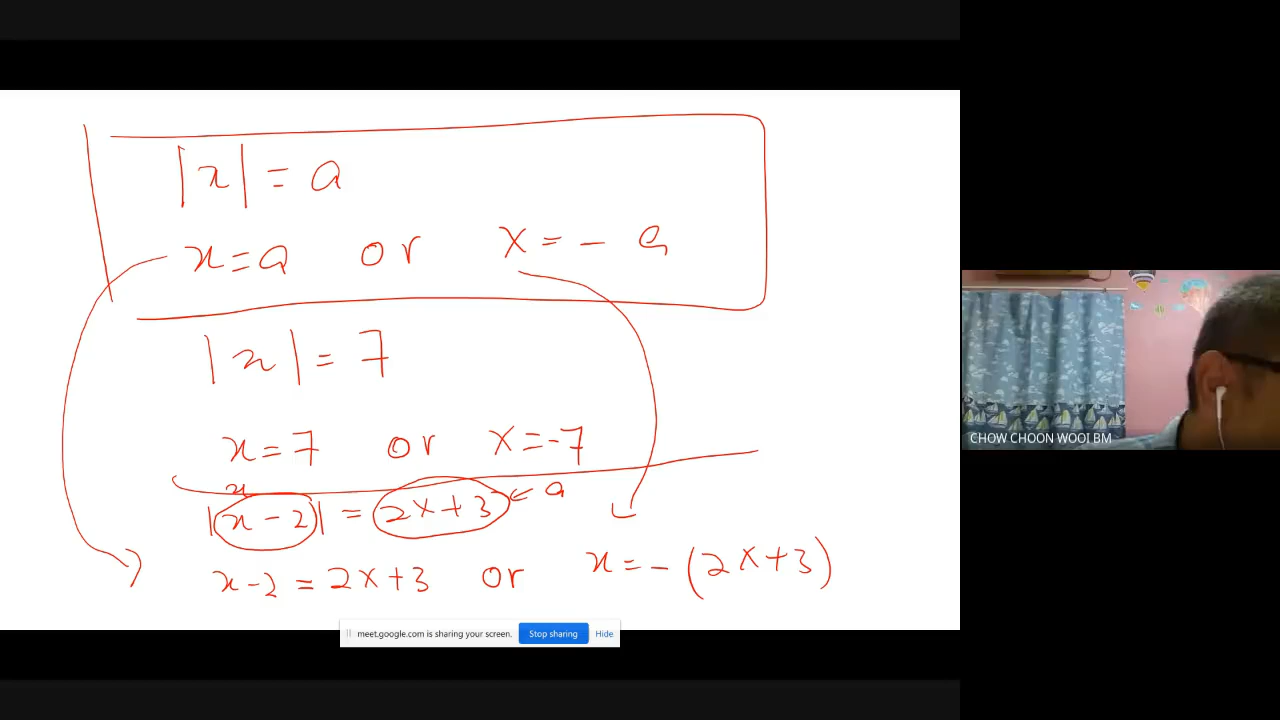 |x| = a
x = a or x = - a
|x| = 7
x = 7 or x = -7
x
|x - 2| = 2x + 3 ← a
x - 2 = 2x + 3 or x = - (2x + 3)
CHOW CHOON WOOI BM
meet.google.com is sharing your screen. Stop sharing Hide